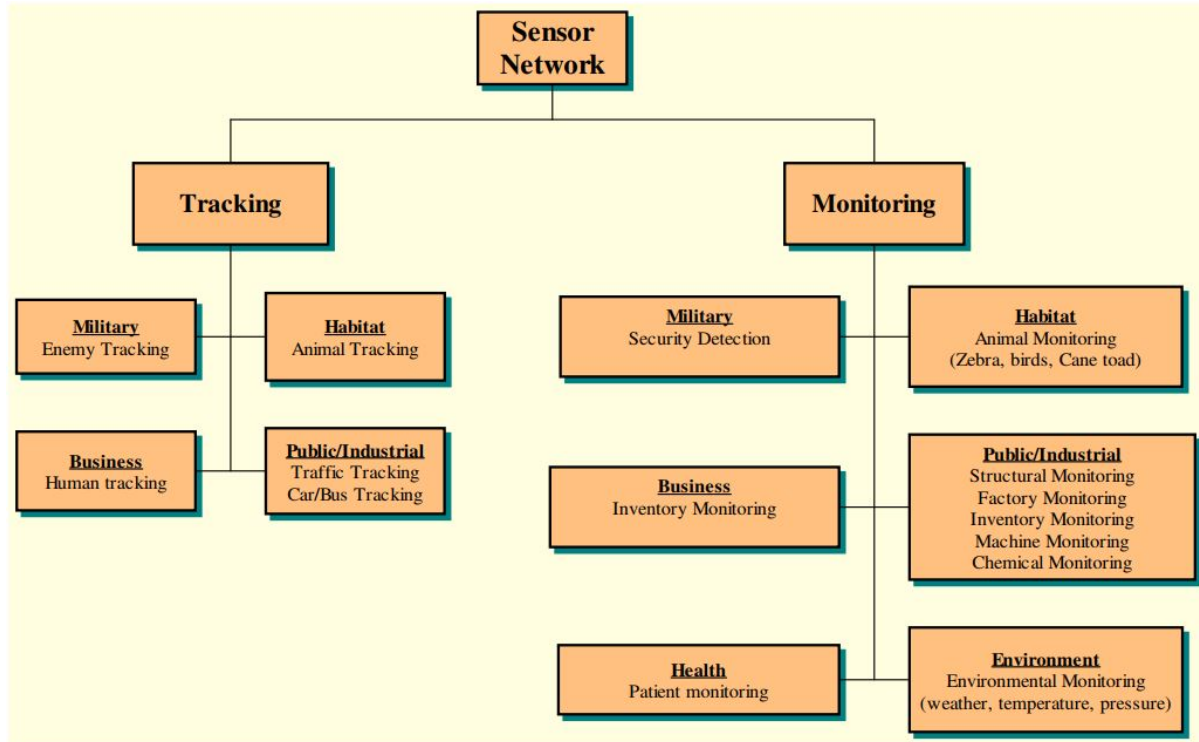 Sensor
Network
Tracking
Monitoring
Military
Enemy Tracking
Habitat
Animal Tracking
Business
Human tracking
Public/Industrial
Traffic Tracking
Car/Bus Tracking
Military
Security Detection
Habitat
Animal Monitoring
(Zebra, birds, Cane toad)
Business
Inventory Monitoring
Public/Industrial
Structural Monitoring
Factory Monitoring
Inventory Monitoring
Machine Monitoring
Chemical Monitoring
Health
Patient monitoring
Environment
Environmental Monitoring
(weather, temperature, pressure)